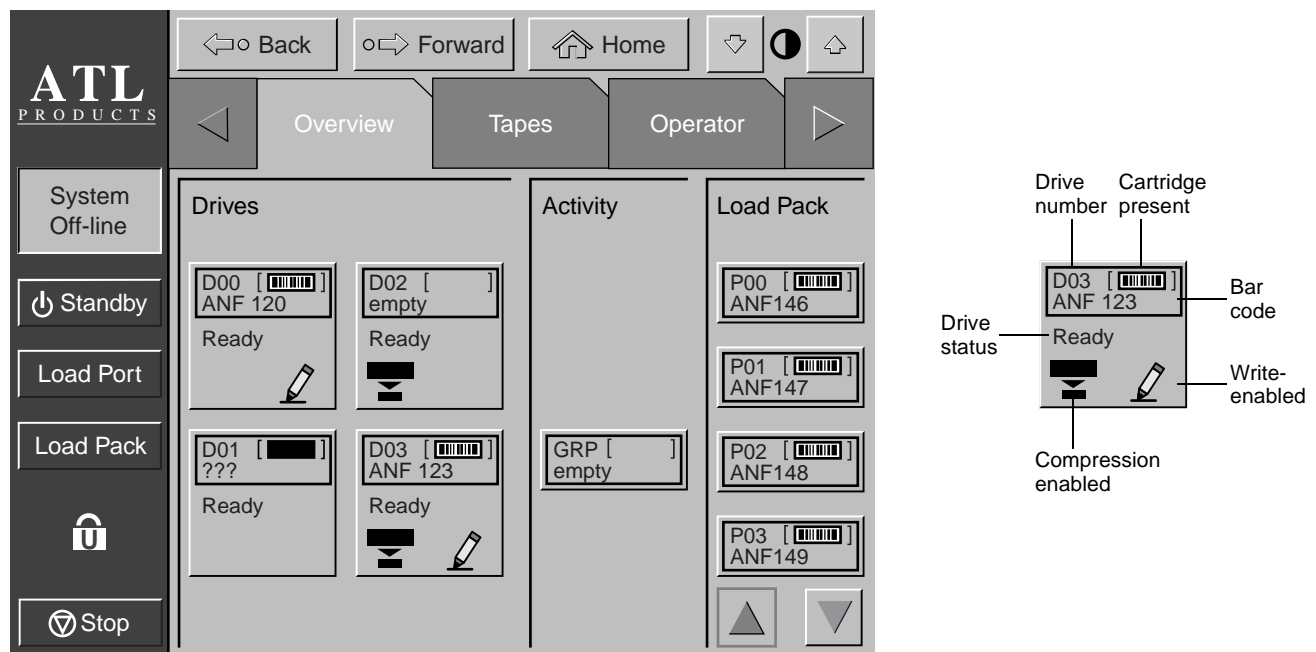 Back
Forward
Home
ATL
PRODUCTS
Overview
Tapes
Operator
System
Off-line
Standby
Load Port
Load Pack
U
Stop
Drives
D00 [ ]
ANF 120
Ready
D02 [ ]
empty
Ready
D01 [ ]
???
Ready
D03 [ ]
ANF 123
Ready
Activity
GRP [ ]
empty
Load Pack
P00 [ ]
ANF146
P01 [ ]
ANF147
P02 [ ]
ANF148
P03 [ ]
ANF149
Drive
number
Cartridge
present
D03 [ ]
ANF 123
Ready
Bar
code
Drive
status
Write-
enabled
Compression
enabled